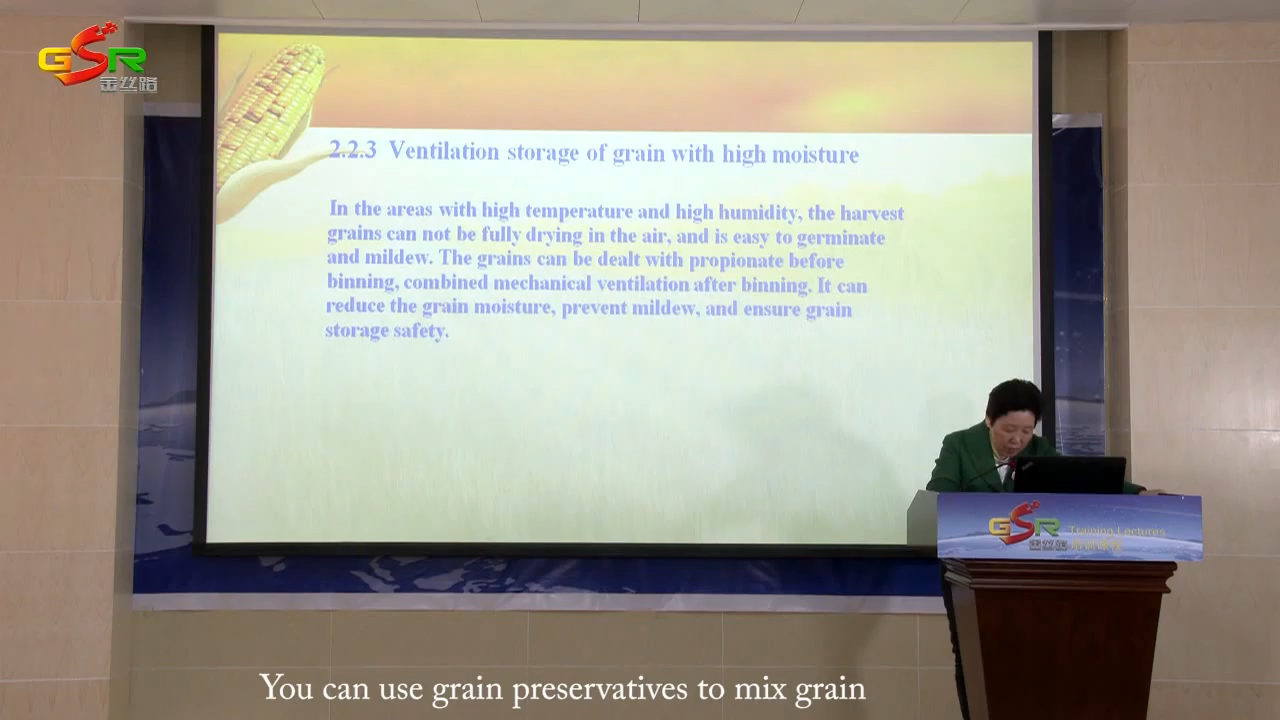 GSR
金丝路
2.2.3 Ventilation storage of grain with high moisture
In the areas with high temperature and high humidity, the harvest
grains can not be fully drying in the air, and is easy to germinate
and mildew. The grains can be dealt with propionate before
binning, combined mechanical ventilation after binning. It can
reduce the grain moisture, prevent mildew, and ensure grain
storage safety.
GSR Training Lectures
金丝路
You can use grain preservatives to mix grain